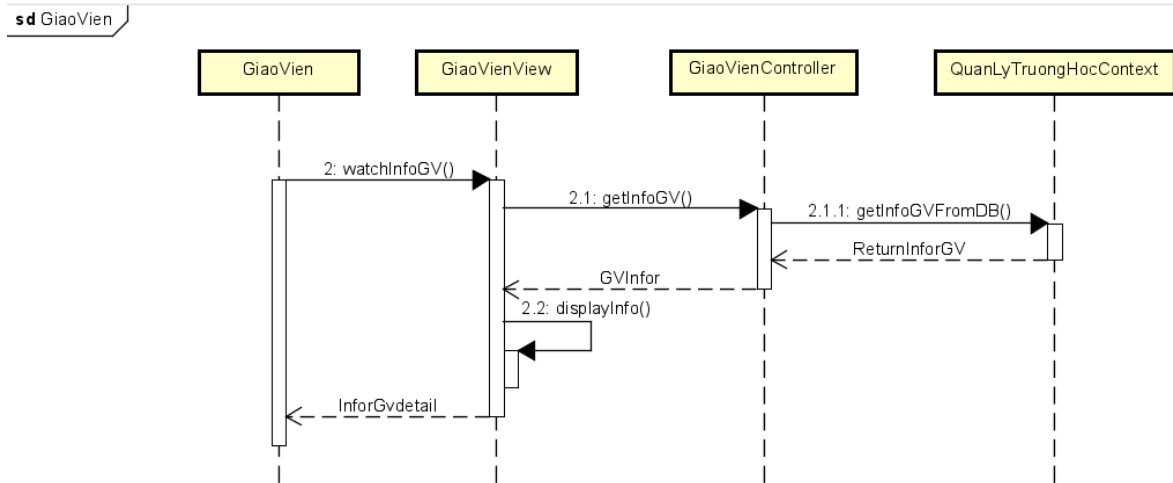 sd GiaoVien
GiaoVien
GiaoVienView
GiaoVienController
QuanLyTruongHocContext
2: watchInfoGV()
2.1: getInfoGV()
2.1.1: getInfoGVFromDB()
ReturnInforGV
GVInfor
2.2: displayInfo()
InforGvdetail